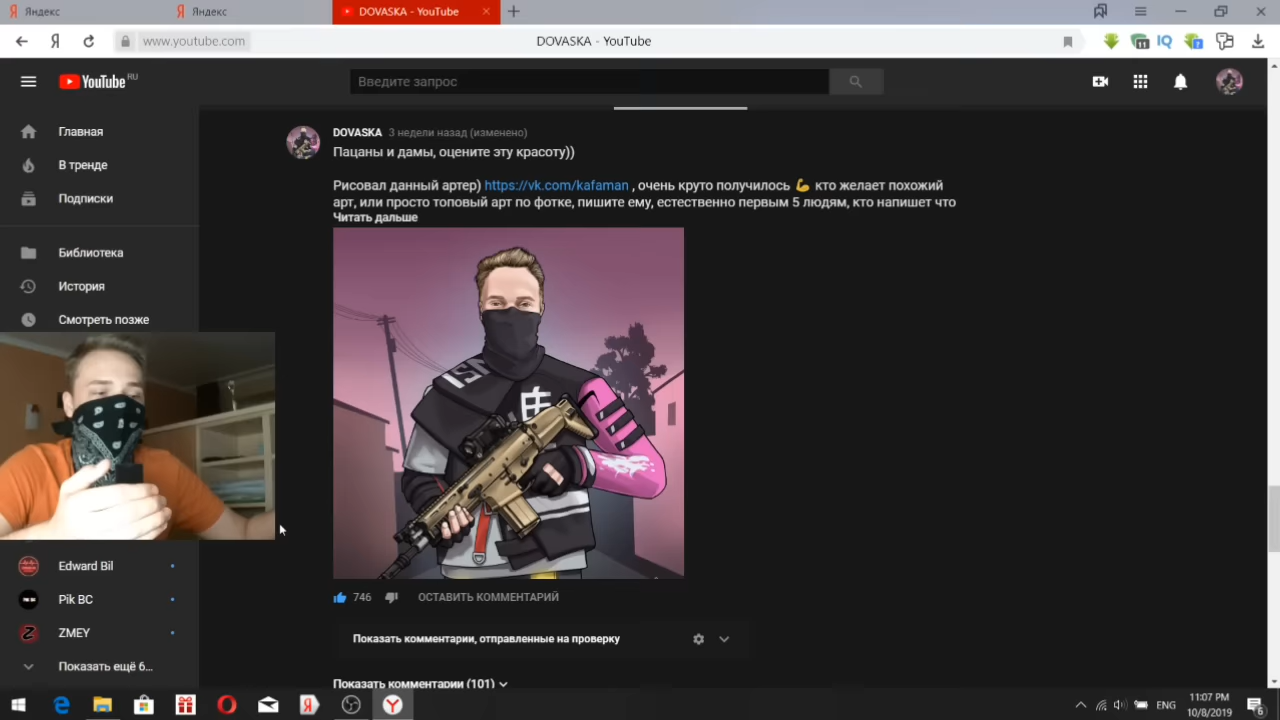 Яндекс
Яндекс
DOVASKA - YouTube
www.youtube.com
DOVASKA - YouTube
11
IQ
YouTube RU
Введите запрос
Главная
В тренде
Подписки
Библиотека
История
Смотреть позже
Edward Bil
Pik BC
ZMEY
Показать ещё 6...
DOVASKA 3 недели назад (изменено)
Пацаны и дамы, оцените эту красоту))
Рисовал данный артер) https://vk.com/kafaman , очень круто получилось 💪 кто желает похожий
арт, или просто топовый арт по фотке, пишите ему, естественно первым 5 людям, кто напишет что
Читать дальше
746 ОСТАВИТЬ КОММЕНТАРИЙ
Показать комментарии, отправленные на проверку
Показать комментарии (101)
ENG
11:07 PM
10/8/2019
6